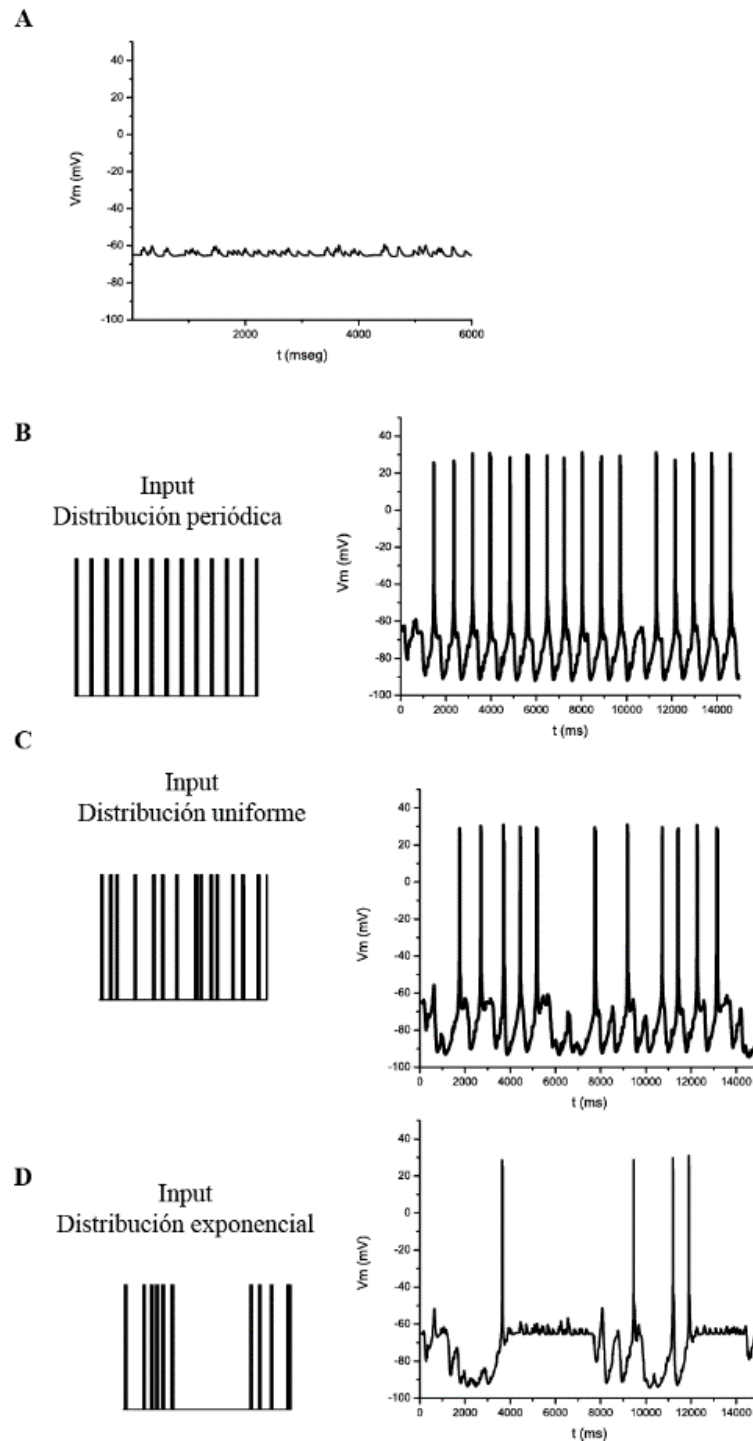 A
40
20
0
-20
-40
-60
-80
-100
Vm (mV)
2000 4000 6000
t (mseg)
B
Input
Distribución periódica
40
20
0
-20
-40
-60
-80
-100
Vm (mV)
0 2000 4000 6000 8000 10000 12000 14000
t (ms)
C
Input
Distribución uniforme
40
20
0
-20
-40
-60
-80
-100
Vm (mV)
0 2000 4000 6000 8000 10000 12000 14000
t (ms)
D
Input
Distribución exponencial
40
20
0
-20
-40
-60
-80
-100
Vm (mV)
0 2000 4000 6000 8000 10000 12000 14000
t (ms)